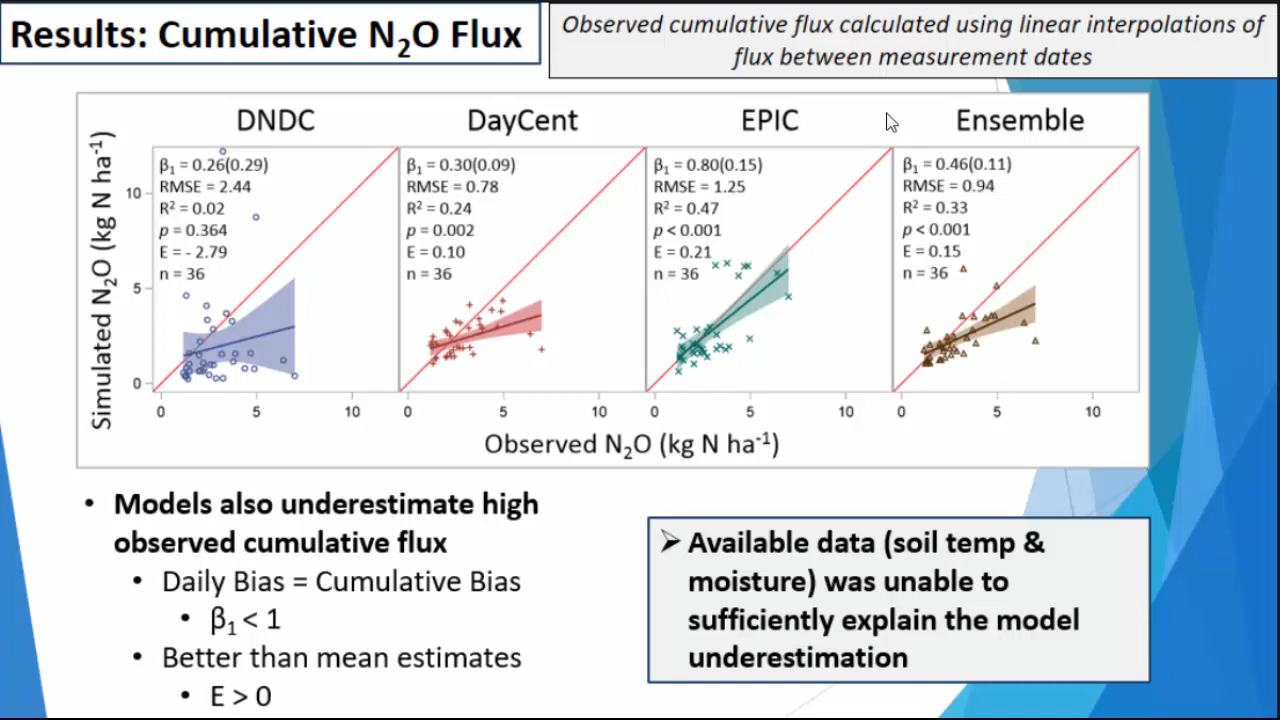 Results: Cumulative N₂O Flux
Observed cumulative flux calculated using linear interpolations of
flux between measurement dates
DNDC
DayCent
EPIC
Ensemble
Simulated N₂O (kg N ha⁻¹)
10
5
0
β₁ = 0.26(0.29)
RMSE = 2.44
R² = 0.02
p = 0.364
E = - 2.79
n = 36
β₁ = 0.30(0.09)
RMSE = 0.78
R² = 0.24
p = 0.002
E = 0.10
n = 36
β₁ = 0.80(0.15)
RMSE = 1.25
R² = 0.47
p < 0.001
E = 0.21
n = 36
β₁ = 0.46(0.11)
RMSE = 0.94
R² = 0.33
p < 0.001
E = 0.15
n = 36
0 5 10 0 5 10 0 5 10 0 5 10
Observed N₂O (kg N ha⁻¹)
• Models also underestimate high
observed cumulative flux
• Daily Bias = Cumulative Bias
• β₁ < 1
• Better than mean estimates
• E > 0
➢ Available data (soil temp &
moisture) was unable to
sufficiently explain the model
underestimation